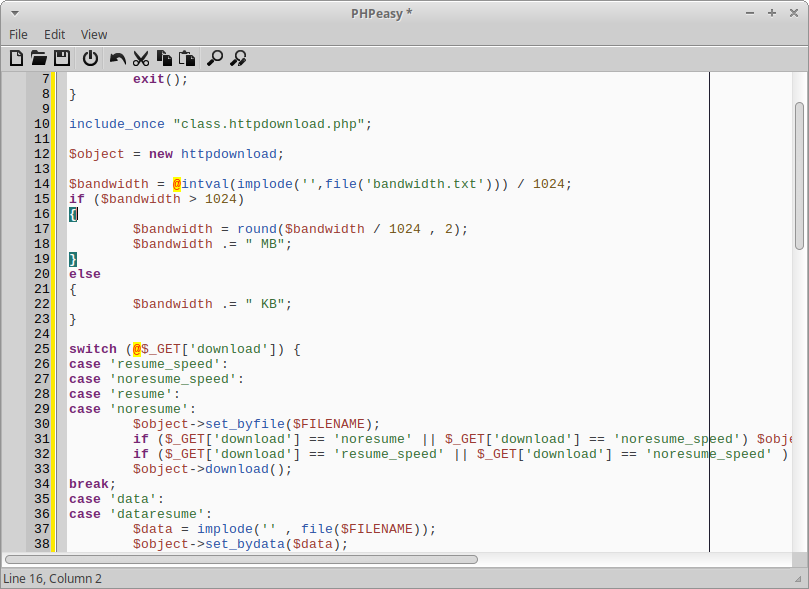 PHPeasy *
File Edit View
7 exit();
8 }
9
10 include_once "class.httpdownload.php";
11
12 $object = new httpdownload;
13
14 $bandwidth = @intval(implode('',file('bandwidth.txt'))) / 1024;
15 if ($bandwidth > 1024)
16 {
17 $bandwidth = round($bandwidth / 1024 , 2);
18 $bandwidth .= " MB";
19 }
20 else
21 {
22 $bandwidth .= " KB";
23 }
24
25 switch (@$_GET['download']) {
26 case 'resume_speed':
27 case 'noresume_speed':
28 case 'resume':
29 case 'noresume':
30 $object->set_byfile($FILENAME);
31 if ($_GET['download'] == 'noresume' || $_GET['download'] == 'noresume_speed') $obje
32 if ($_GET['download'] == 'resume_speed' || $_GET['download'] == 'noresume_speed' )
33 $object->download();
34 break;
35 case 'data':
36 case 'dataresume':
37 $data = implode('' , file($FILENAME));
38 $object->set_bydata($data);
Line 16, Column 2